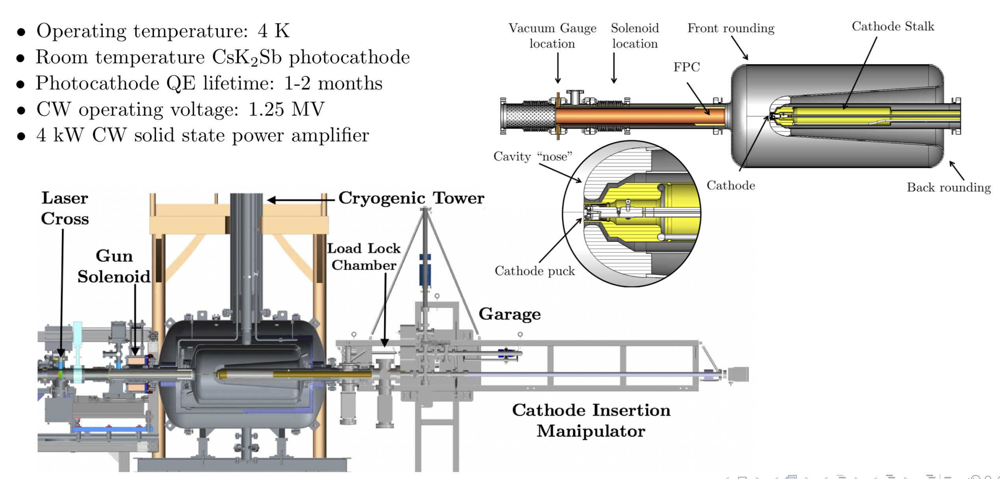 • Operating temperature: 4 K
• Room temperature CsK₂Sb photocathode
• Photocathode QE lifetime: 1-2 months
• CW operating voltage: 1.25 MV
• 4 kW CW solid state power amplifier
Vacuum Gauge
location
Solenoid
location
Front rounding
Cathode Stalk
FPC
Cavity “nose”
Cathode
Back rounding
Cathode puck
Laser
Cross
Cryogenic Tower
Gun
Solenoid
Load Lock
Chamber
Garage
Cathode Insertion
Manipulator